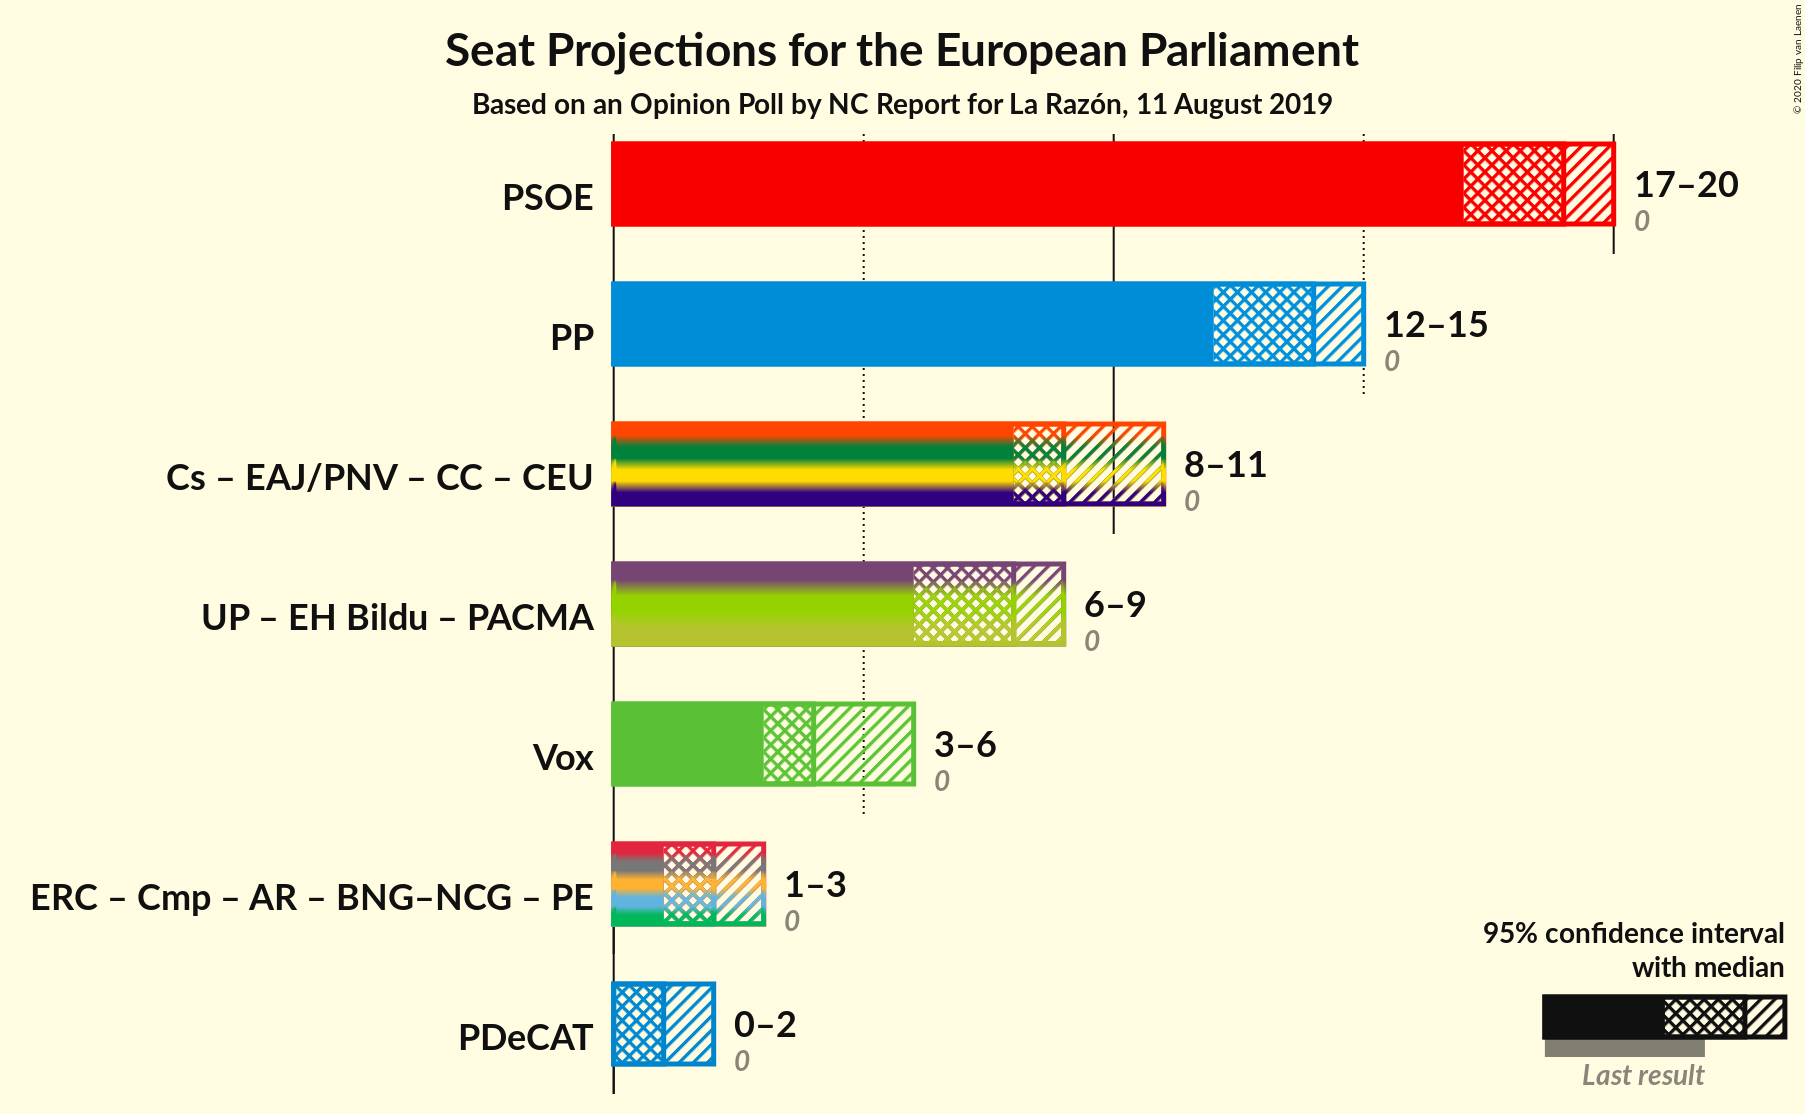 Seat Projections for the European Parliament
Based on an Opinion Poll by NC Report for La Razón, 11 August 2019
© 2020 Filip van Laenen
PSOE
17–20
0
PP
12–15
0
Cs – EAJ/PNV – CC – CEU
8–11
0
UP – EH Bildu – PACMA
6–9
0
Vox
3–6
0
ERC – Cmp – AR – BNG–NCG – PE
1–3
0
PDeCAT
0–2
0
95% confidence interval
with median
Last result